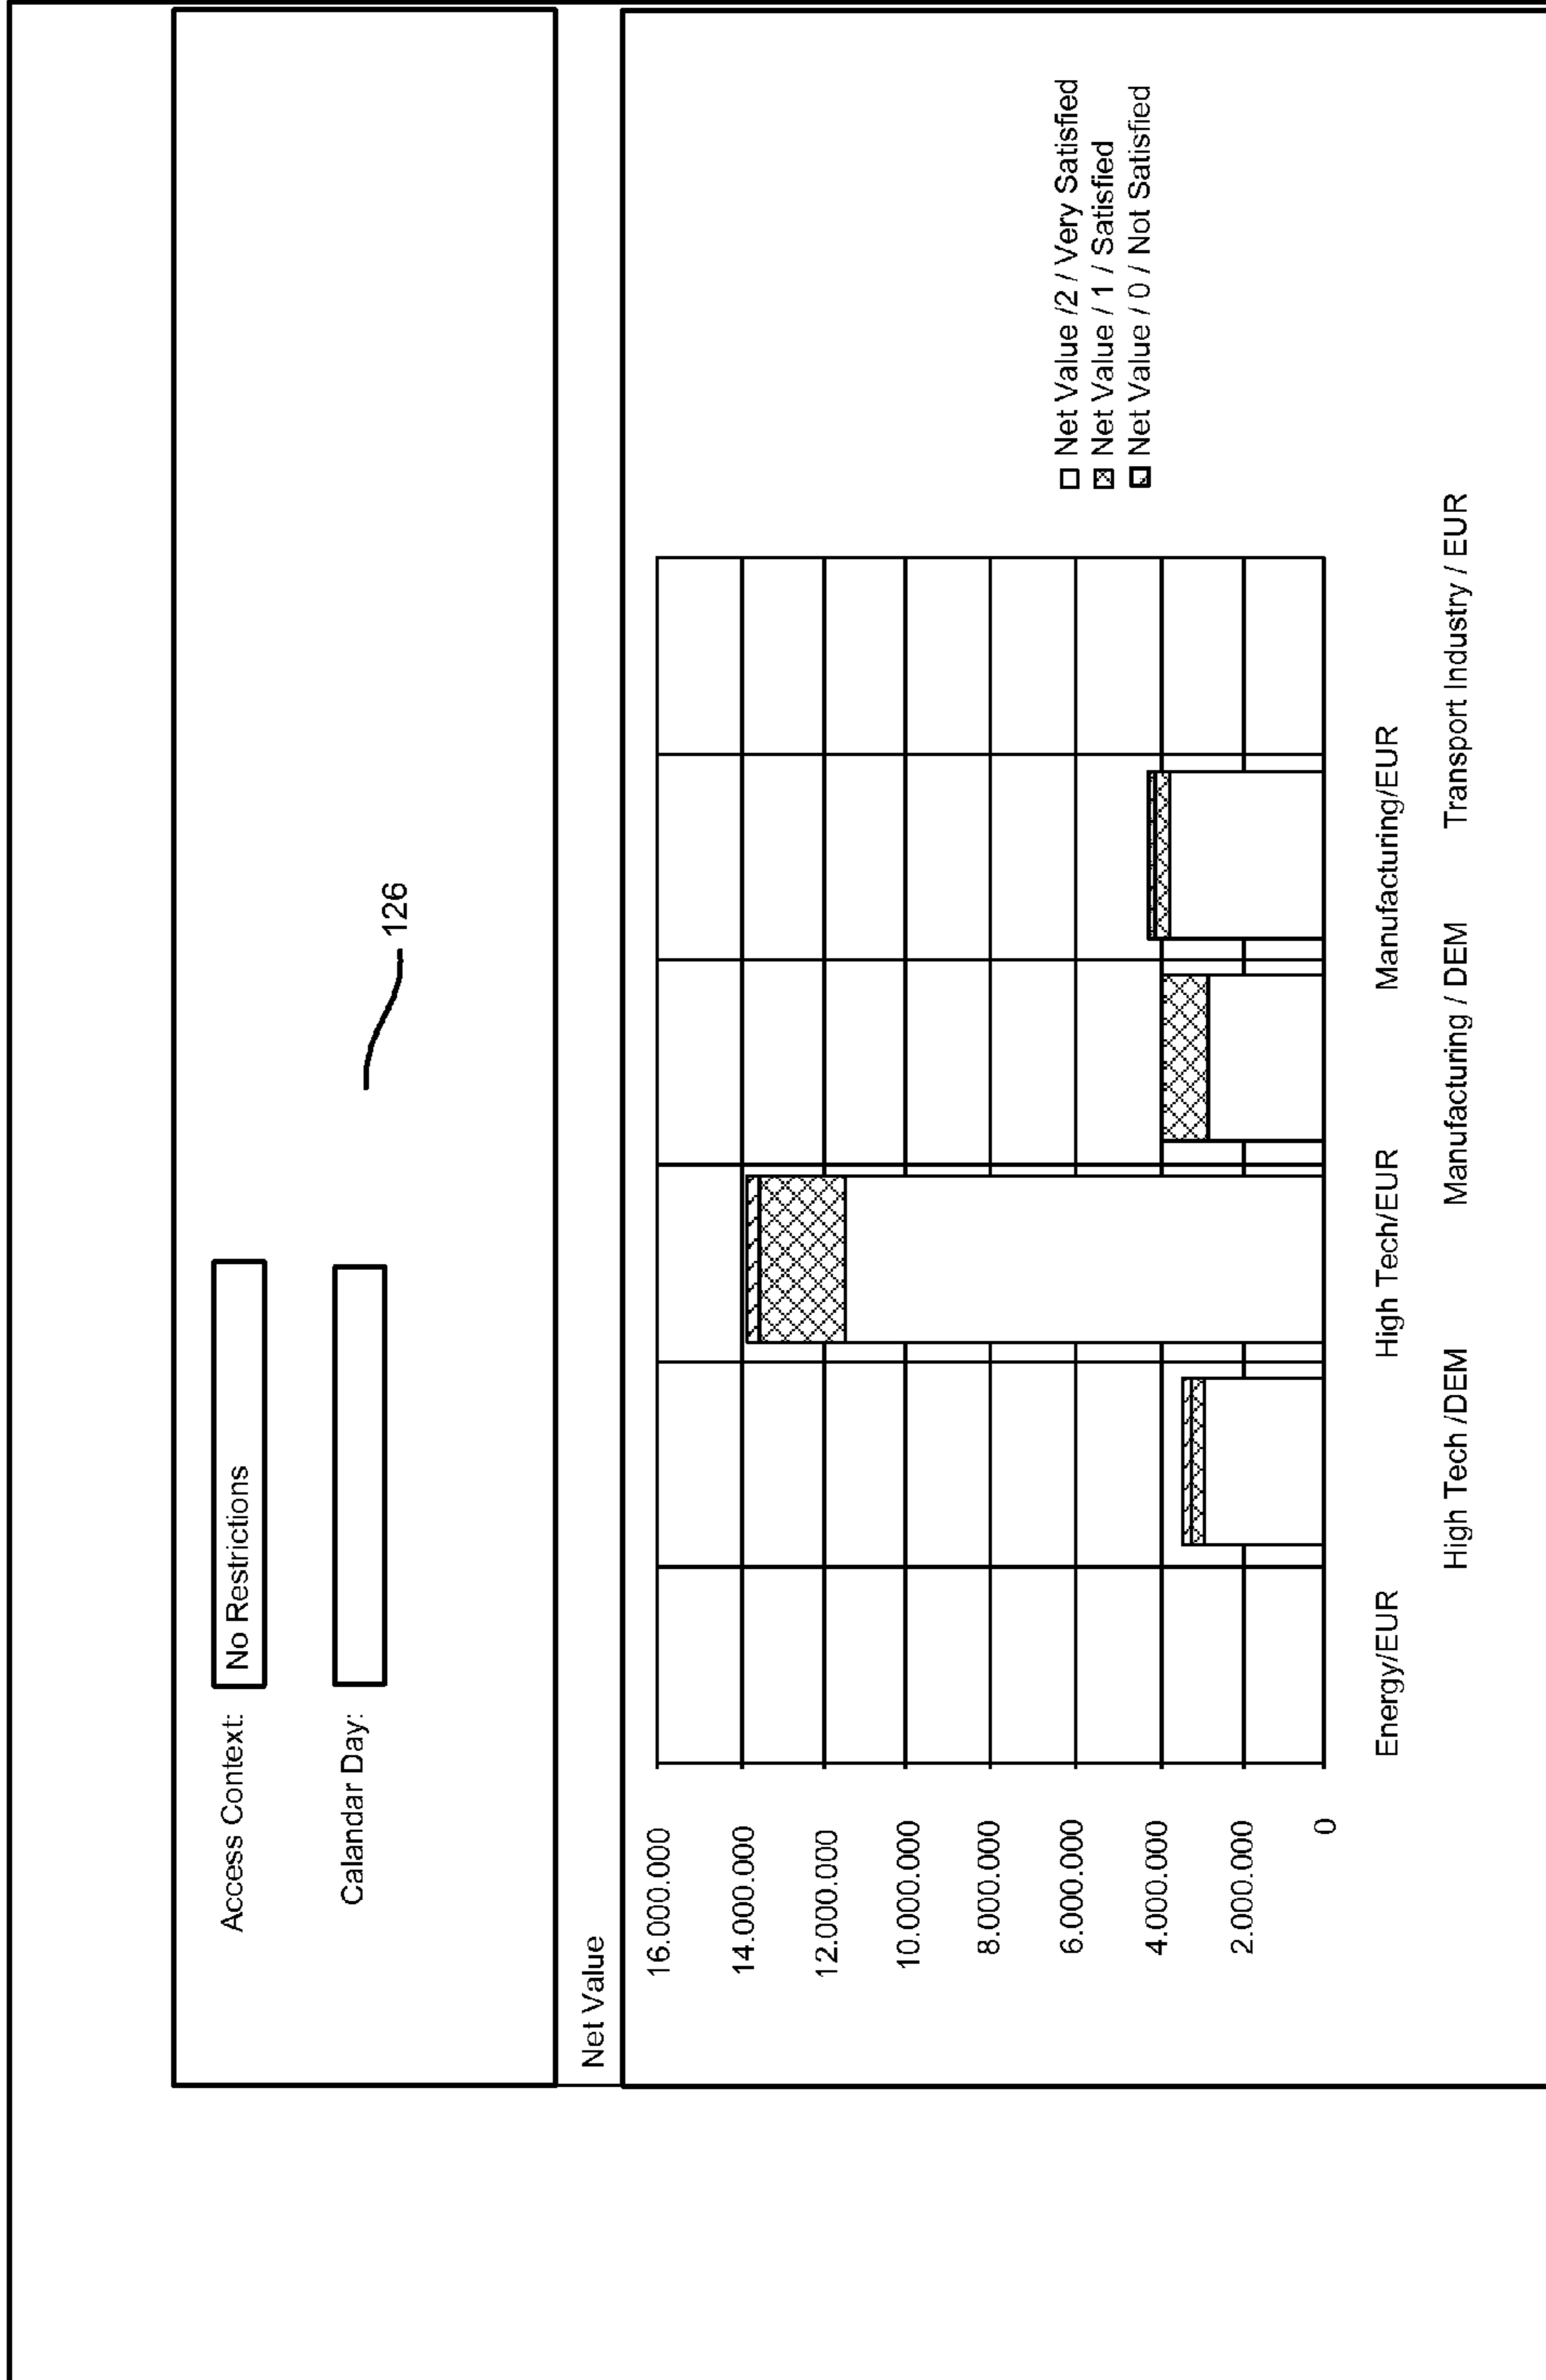 Access Context:
No Restrictions
Calandar Day:
126
Net Value
16.000.000
14.000.000
12.000.000
10.000.000
8.000.000
6.000.000
4.000.000
2.000.000
0
Net Value /2 / Very Satisfied
Net Value / 1 / Satisfied
Net Value / 0 / Not Satisfied
Energy/EUR
High Tech/EUR
Manufacturing/EUR
High Tech /DEM
Manufacturing / DEM
Transport Industry / EUR